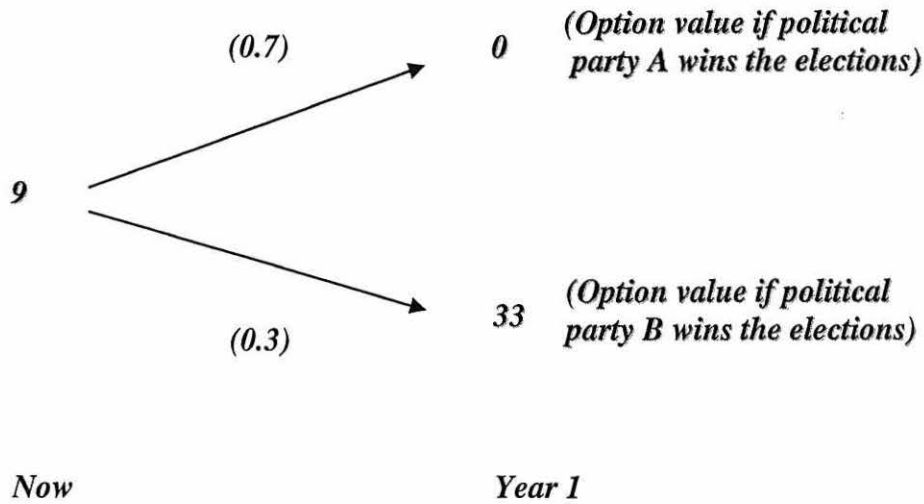 (0.7)
0 (Option value if political
party A wins the elections)
9
33 (Option value if political
party B wins the elections)
(0.3)
Now Year 1